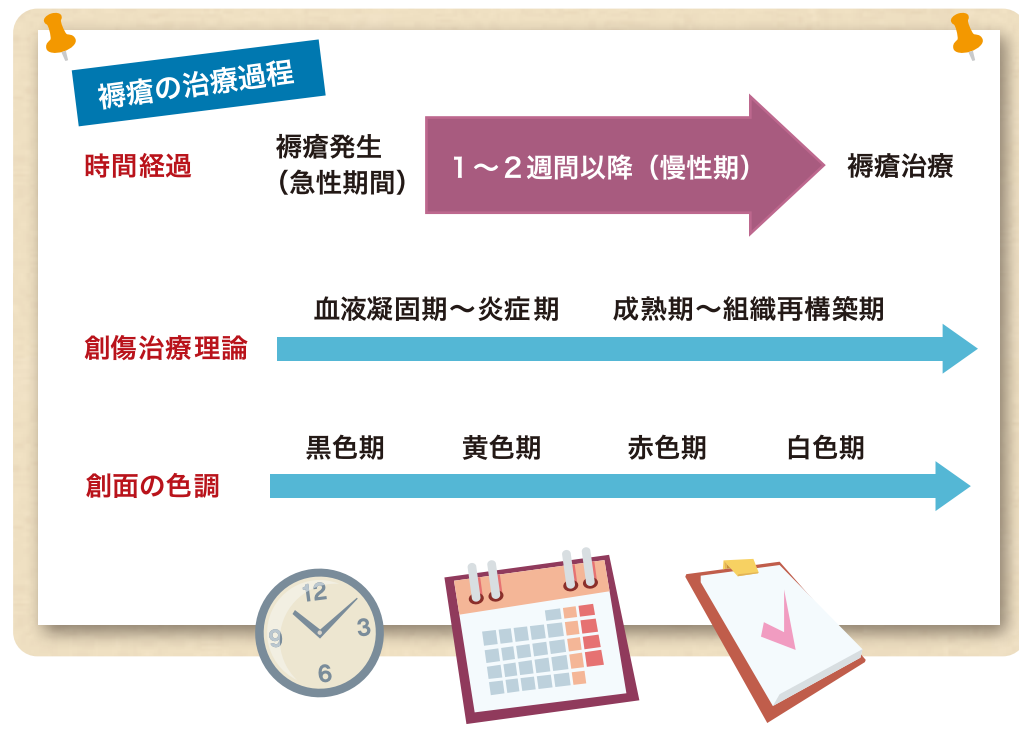 褥瘡の治療過程
時間経過
褥瘡発生
（急性期間）
１〜２週間以降（慢性期）
褥瘡治療
血液凝固期〜炎症期
成熟期〜組織再構築期
創傷治療理論
黒色期
黄色期
赤色期
白色期
創面の色調
12
9
3
6